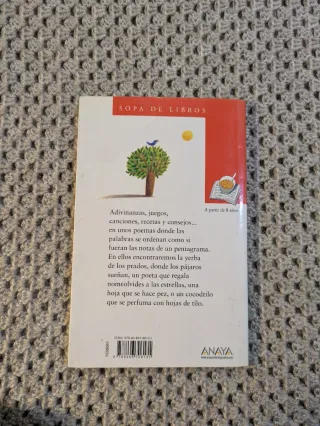 SOPA DE LIBROS
A partir de 8 años
Adivinanzas, juegos,
canciones, recetas y consejos...
en unos poemas donde las
palabras se ordenan como si
fueran las notas de un pentagrama.
En ellos encontraremos la yerba
de los prados, donde los pájaros
sueñan, un poeta que regala
nomeolvides a las estrellas, una
hoja que se hace pez, o un cocodrilo
que se perfuma con hojas de tilo.
ANAYA